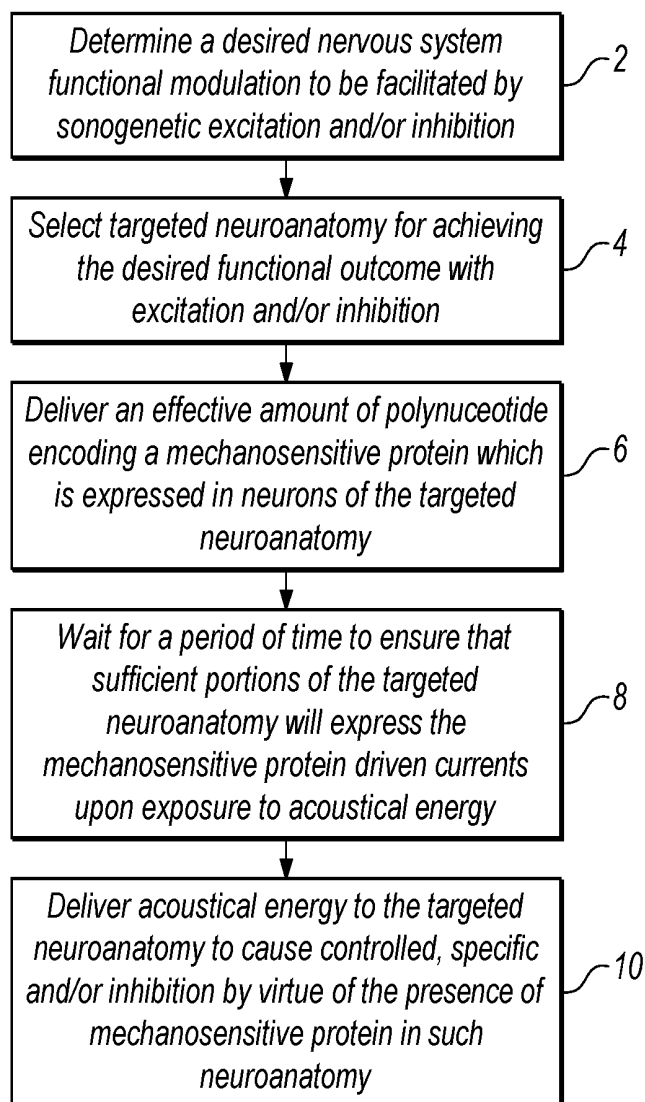 Determine a desired nervous system
functional modulation to be facilitated by
sonogenetic excitation and/or inhibition
2
Select targeted neuroanatomy for achieving
the desired functional outcome with
excitation and/or inhibition
4
Deliver an effective amount of polynuceotide
encoding a mechanosensitive protein which
is expressed in neurons of the targeted
neuroanatomy
6
Wait for a period of time to ensure that
sufficient portions of the targeted
neuroanatomy will express the
mechanosensitive protein driven currents
upon exposure to acoustical energy
8
Deliver acoustical energy to the targeted
neuroanatomy to cause controlled, specific
and/or inhibition by virtue of the presence of
mechanosensitive protein in such
neuroanatomy
10